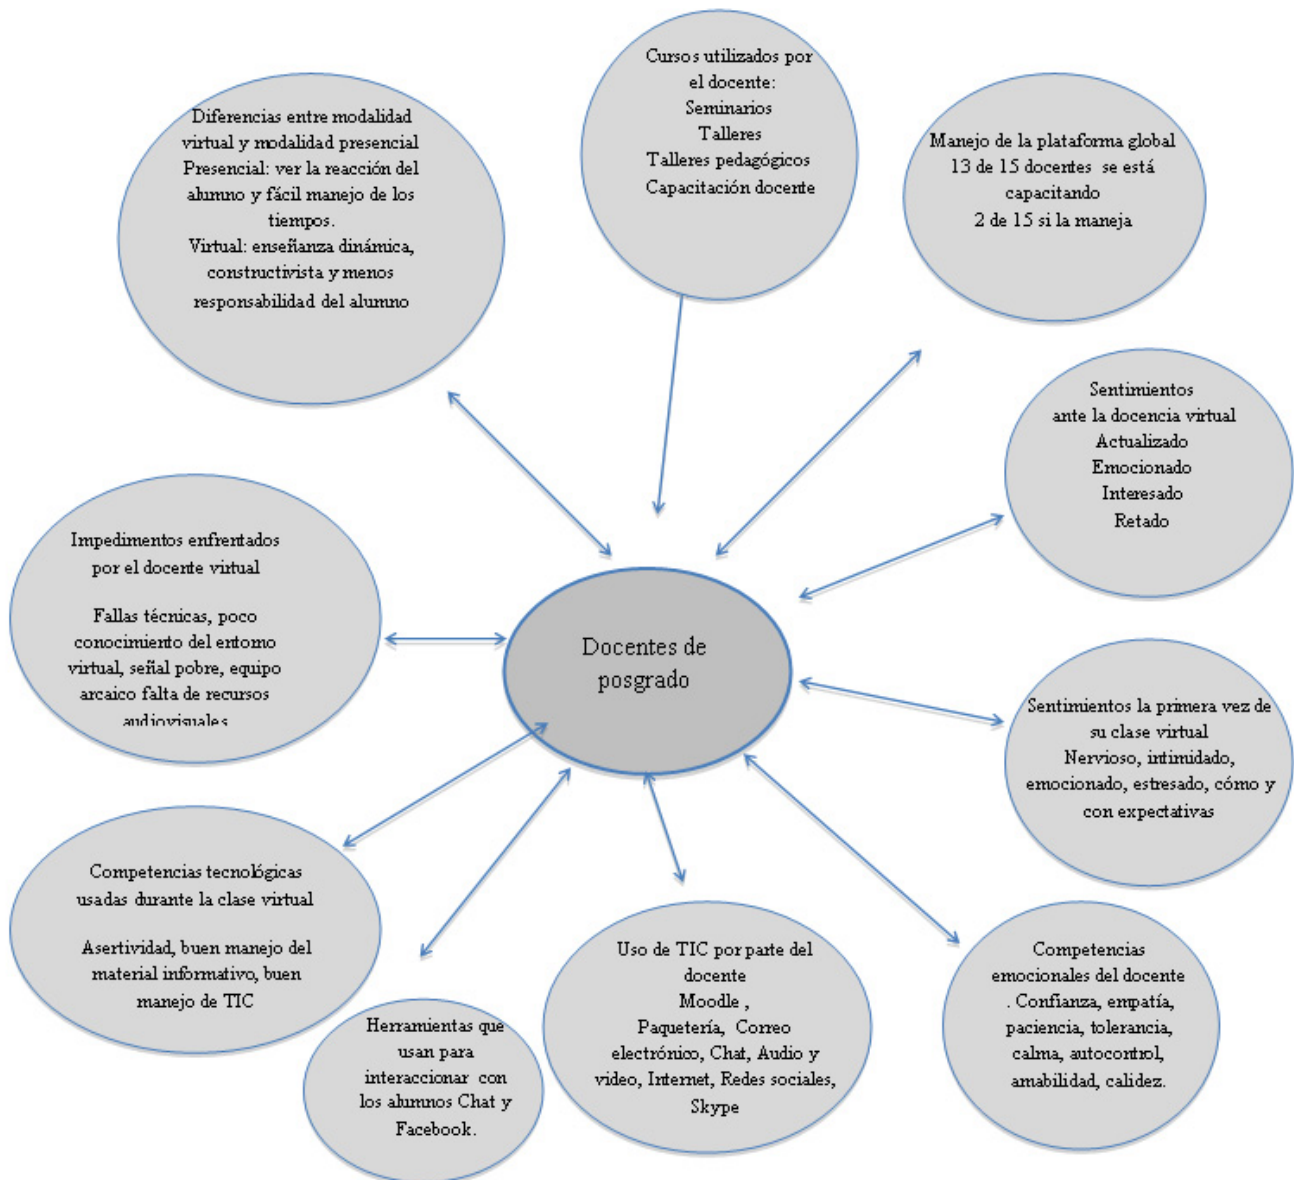 Cursos utilizados por
el docente:
Seminarios
Talleres
Talleres pedagógicos
Capacitación docente
Diferencias entre modalidad
virtual y modalidad presencial
Presencial: ver la reacción del
alumno y fácil manejo de los
tiempos.
Virtual: enseñanza dinámica,
constructivista y menos
responsabilidad del alumno
Manejo de la plataforma global
13 de 15 docentes se está
capacitando
2 de 15 si la maneja
Sentimientos
ante la docencia virtual
Actualizado
Emocionado
Interesado
Retado
Impedimentos enfrentados
por el docente virtual
Fallas técnicas, poco
conocimiento del entorno
virtual, señal pobre, equipo
arcaico falta de recursos
audiovisuales
Docentes de
posgrado
Sentimientos la primera vez de
su clase virtual
Nervioso, intimidado,
emocionado, estresado, cómo y
con expectativas
Competencias tecnológicas
usadas durante la clase virtual
Asertividad, buen manejo del
material informativo, buen
manejo de TIC
Herramientas que
usan para
interaccionar con
los alumnos Chat y
Facebook.
Uso de TIC por parte del
docente
Moodle ,
Paquetería, Correo
electrónico, Chat, Audio y
video, Internet, Redes sociales,
Skype
Competencias
emocionales del docente
. Confianza, empatía,
paciencia, tolerancia,
calma, autocontrol,
amabilidad, calidez.